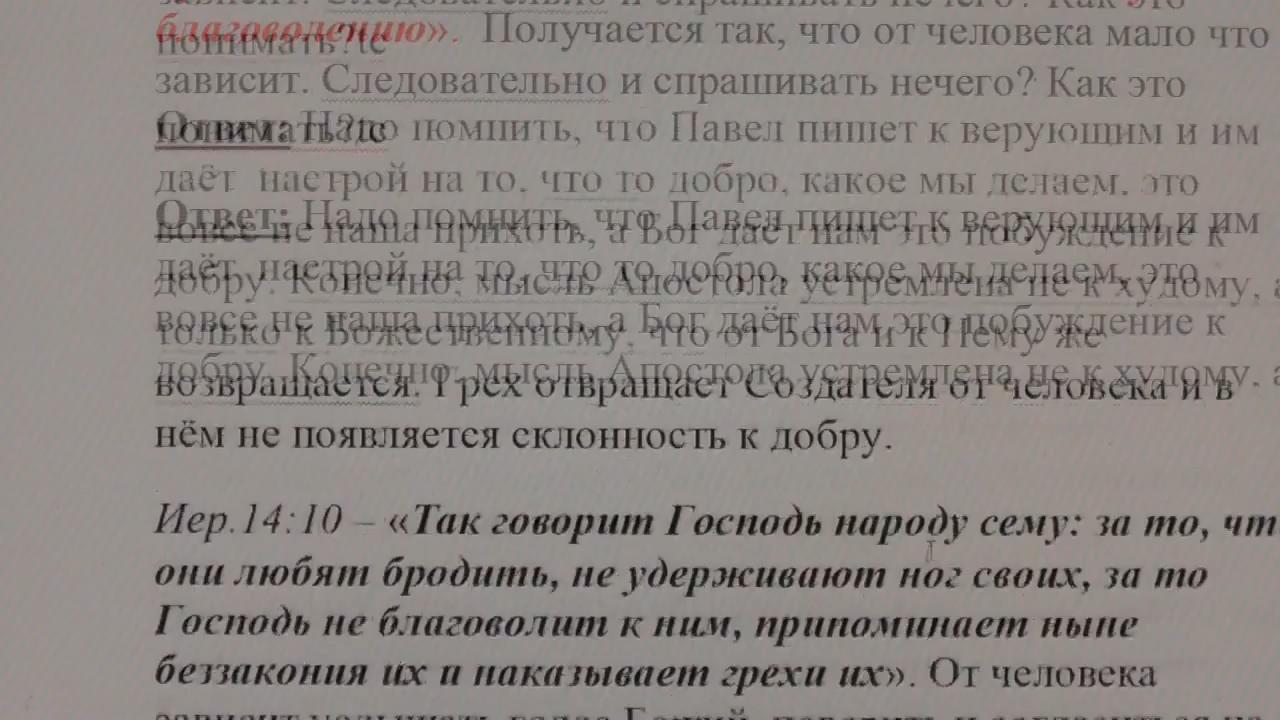 благоволению». Получается так, что от человека мало что
зависит. Следовательно и спрашивать нечего? Как это
понимать?tc
Ответ: Надо помнить, что Павел пишет к верующим и им
даёт настрой на то, что то добро, какое мы делаем, это
вовсе не наша прихоть, а Бог даёт нам это побуждение к
добру. Конечно, мысль Апостола устремлена не к худому, а
только к Божественному, что от Бога и к Нему же
возвращается. Грех отвращает Создателя от человека и в
нём не появляется склонность к добру.
Иер.14:10 – «Так говорит Господь народу сему: за то, чт
они любят бродить, не удерживают ног своих, за то
Господь не благоволит к ним, припоминает ныне
беззакония их и наказывает грехи их». От человека